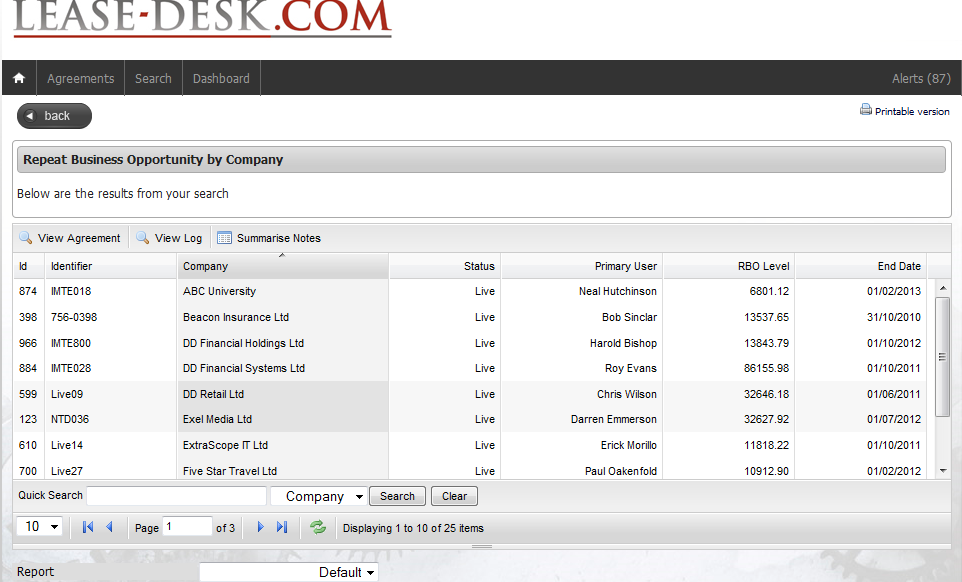 LEASE-DESK.COM
Agreements Search Dashboard Alerts (87)
back Printable version
Repeat Business Opportunity by Company
Below are the results from your search
View Agreement View Log Summarise Notes
Id Identifier Company Status Primary User RBO Level End Date
874 IMTE018 ABC University Live Neal Hutchinson 6801.12 01/02/2013
398 756-0398 Beacon Insurance Ltd Live Bob Sinclar 13537.65 31/10/2010
966 IMTE800 DD Financial Holdings Ltd Live Harold Bishop 13843.79 01/10/2012
884 IMTE028 DD Financial Systems Ltd Live Roy Evans 86155.98 01/10/2011
599 Live09 DD Retail Ltd Live Chris Wilson 32646.18 01/06/2011
123 NTD036 Exel Media Ltd Live Darren Emmerson 32627.92 01/07/2012
610 Live14 ExtraScope IT Ltd Live Erick Morillo 11818.22 01/10/2011
700 Live27 Five Star Travel Ltd Live Paul Oakenfold 10912.90 01/02/2012
Quick Search Company Search Clear
10 Page 1 of 3 Displaying 1 to 10 of 25 items
Report Default